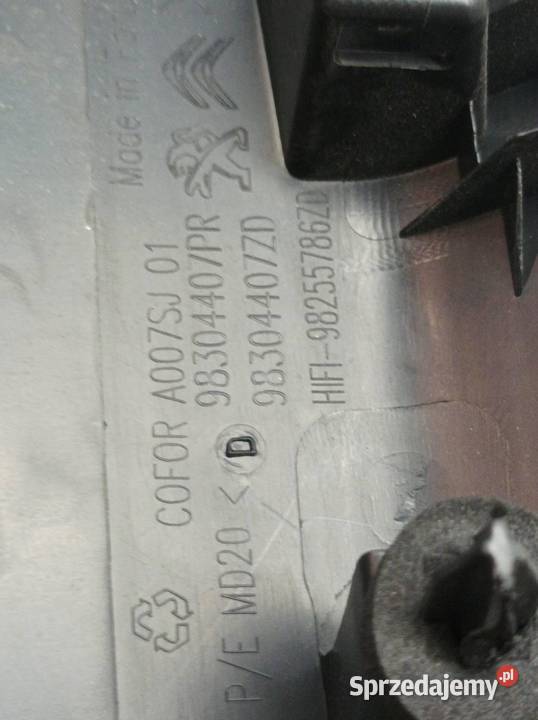 Made in
COFOR A007SJ 01
98304407PR
D
98304407ZD
P/E MD20 <
HIFI-98255786ZD
Sprzedajemy.pl